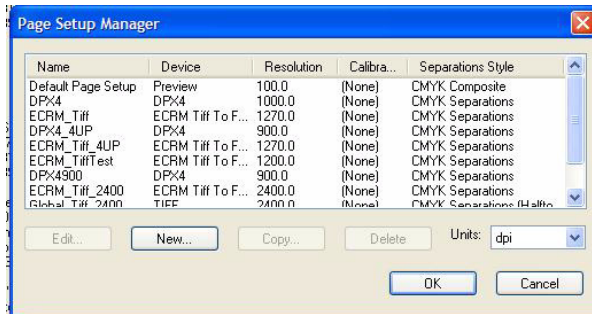 Page Setup Manager
Name Device Resolution Calibra... Separations Style
Default Page Setup Preview 100.0 (None) CMYK Composite
DPX4 DPX4 1000.0 (None) CMYK Separations
ECRM_Tiff ECRM Tiff To F... 1270.0 (None) CMYK Separations
DPX4_4UP DPX4 900.0 (None) CMYK Separations
ECRM_Tiff_4UP ECRM Tiff To F... 1270.0 (None) CMYK Separations
ECRM_TiffTest ECRM Tiff To F... 1200.0 (None) CMYK Separations
DPX4900 DPX4 900.0 (None) CMYK Separations
ECRM_Tiff_2400 ECRM Tiff To F... 2400.0 (None) CMYK Separations
Global_Tiff_2400 TIFF 2400.0 (None) CMYK Separations (Halfto
Edit... New... Copy... Delete Units: dpi
OK Cancel